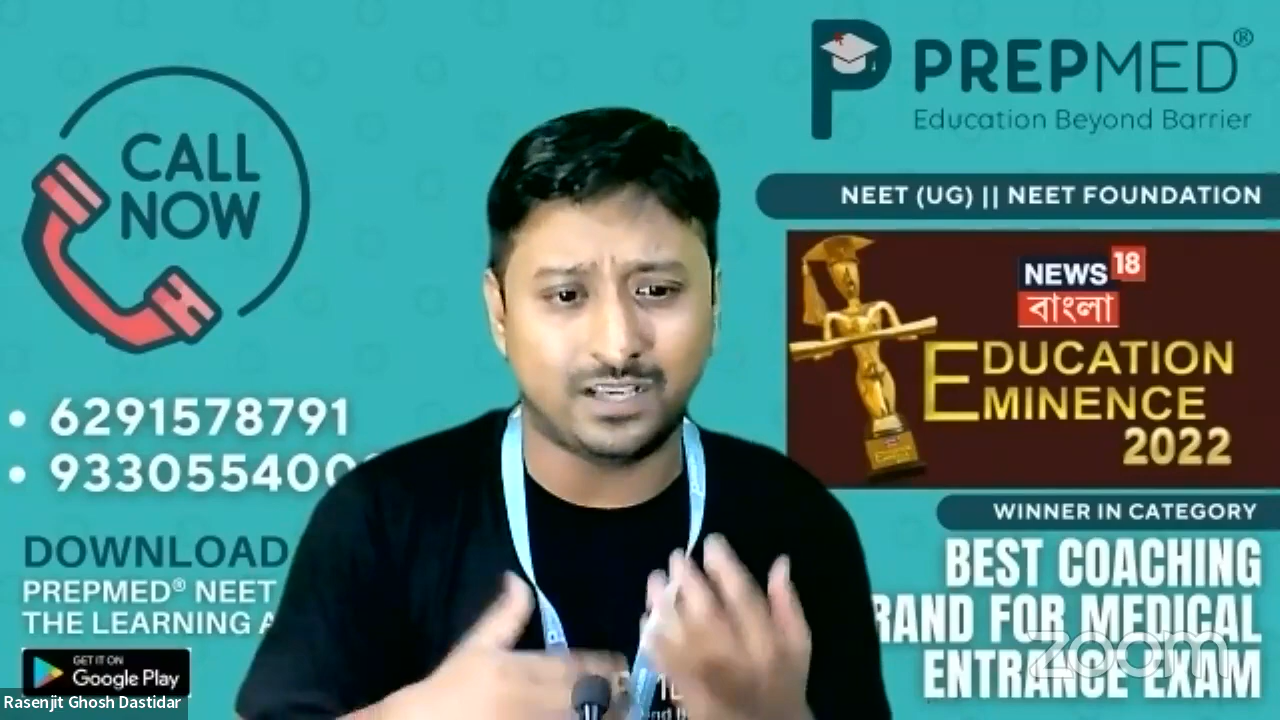 CALL
NOW
• 6291578791
• 933055400
DOWNLOAD
PREPMED® NEET
THE LEARNING A
GET IT ON
Google Play
Rasenjit Ghosh Dastidar
PREPMED®
Education Beyond Barrier
NEET (UG) || NEET FOUNDATION
NEWS 18
বাংলা
EDUCATION
EMINENCE
2022
WINNER IN CATEGORY
BEST COACHING
RAND FOR MEDICAL
ENTRANCE EXAM
zoom